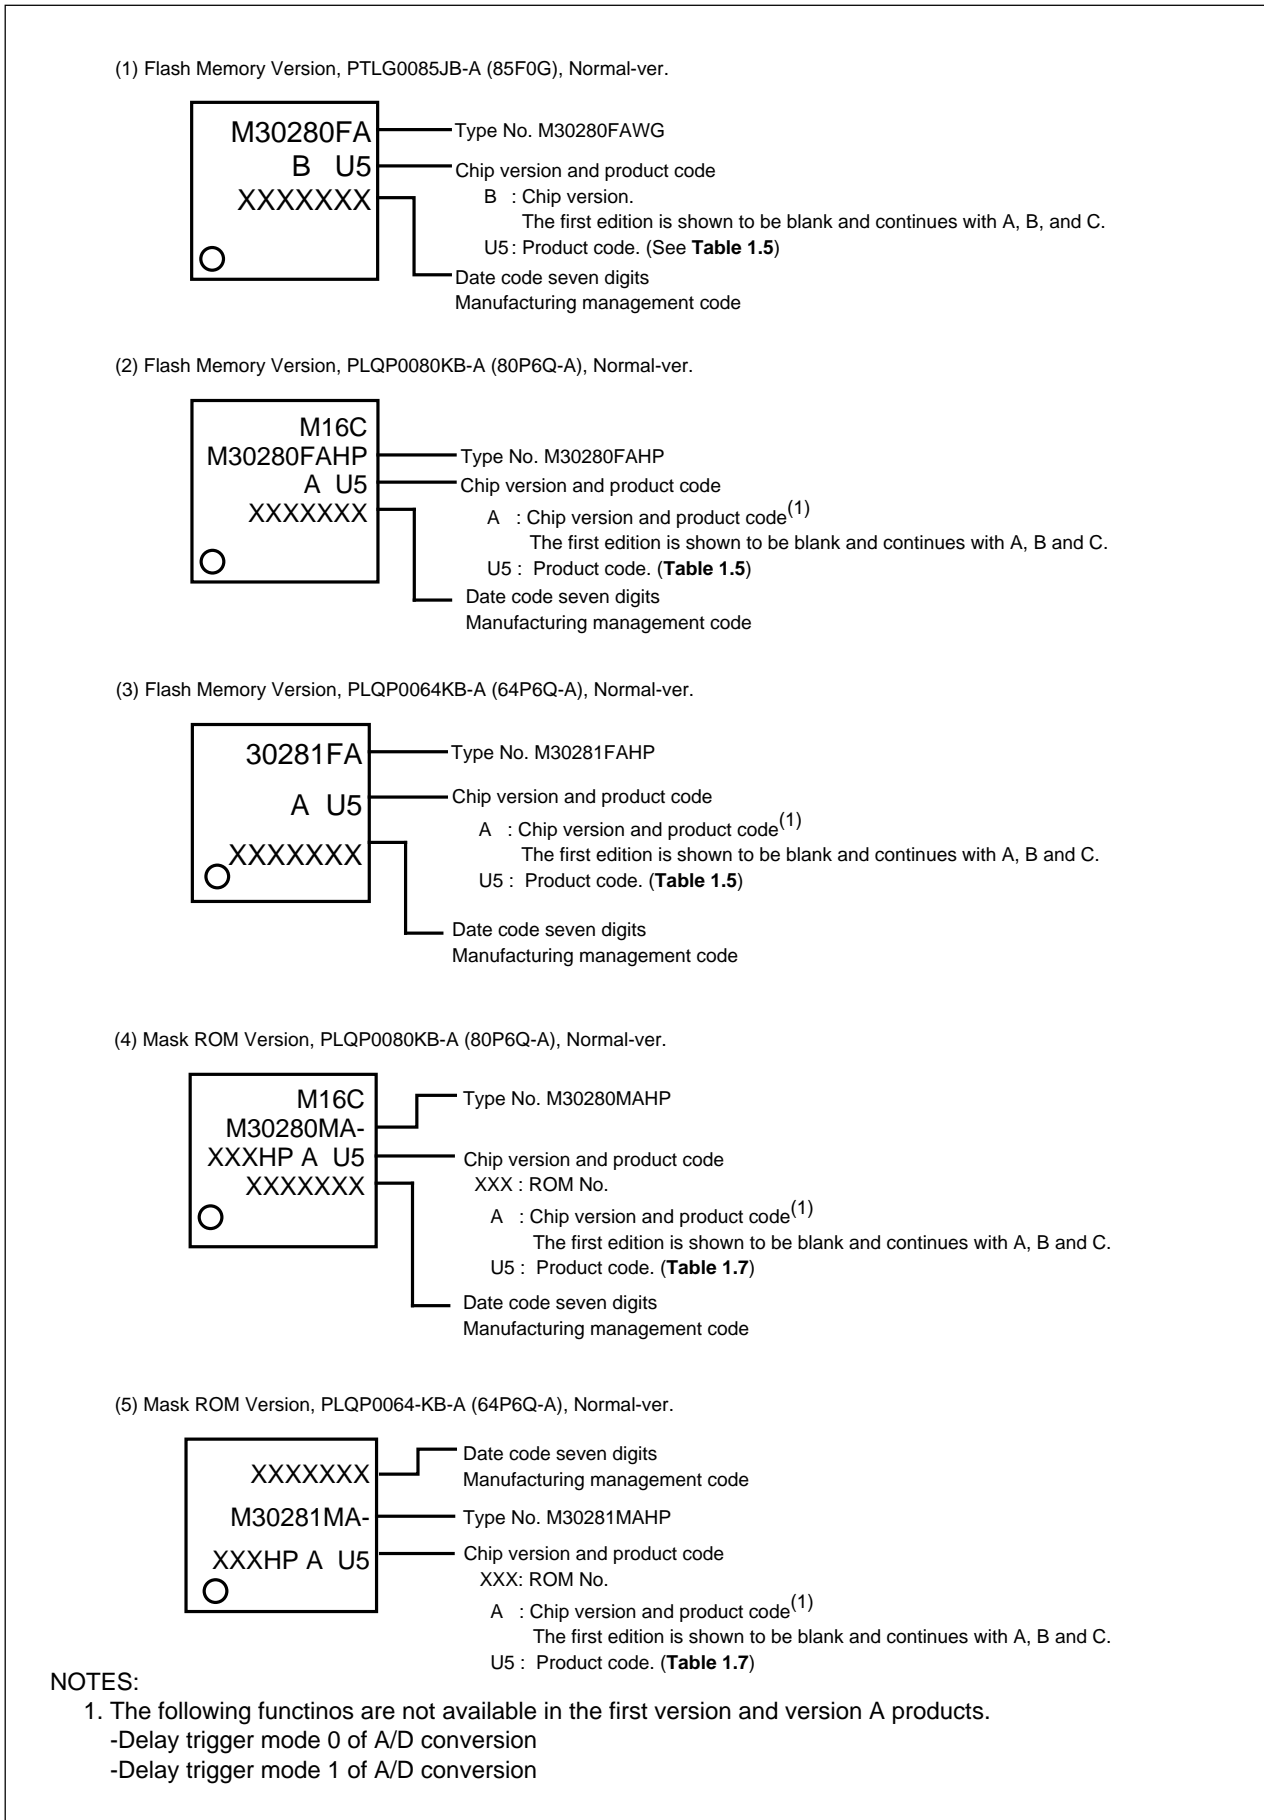 (1) Flash Memory Version, PTLG0085JB-A (85F0G), Normal-ver.
M30280FA
Type No. M30280FAWG
B U5
Chip version and product code
XXXXXXX
B : Chip version.
The first edition is shown to be blank and continues with A, B, and C.
U5 : Product code. (See Table 1.5)
Date code seven digits
Manufacturing management code
(2) Flash Memory Version, PLQP0080KB-A (80P6Q-A), Normal-ver.
M16C
M30280FAHP
Type No. M30280FAHP
A U5
Chip version and product code
XXXXXXX
A : Chip version and product code(1)
The first edition is shown to be blank and continues with A, B and C.
U5 : Product code. (Table 1.5)
Date code seven digits
Manufacturing management code
(3) Flash Memory Version, PLQP0064KB-A (64P6Q-A), Normal-ver.
30281FA
Type No. M30281FAHP
A U5
Chip version and product code
A : Chip version and product code(1)
XXXXXXX
The first edition is shown to be blank and continues with A, B and C.
U5 : Product code. (Table 1.5)
Date code seven digits
Manufacturing management code
(4) Mask ROM Version, PLQP0080KB-A (80P6Q-A), Normal-ver.
M16C
Type No. M30280MAHP
M30280MA-
XXXHP A U5
Chip version and product code
XXXXXXX
XXX : ROM No.
A : Chip version and product code(1)
The first edition is shown to be blank and continues with A, B and C.
U5 : Product code. (Table 1.7)
Date code seven digits
Manufacturing management code
(5) Mask ROM Version, PLQP0064-KB-A (64P6Q-A), Normal-ver.
Date code seven digits
XXXXXXX
Manufacturing management code
M30281MA-
Type No. M30281MAHP
XXXHP A U5
Chip version and product code
XXX: ROM No.
A : Chip version and product code(1)
The first edition is shown to be blank and continues with A, B and C.
U5 : Product code. (Table 1.7)
NOTES:
1. The following functinos are not available in the first version and version A products.
-Delay trigger mode 0 of A/D conversion
-Delay trigger mode 1 of A/D conversion